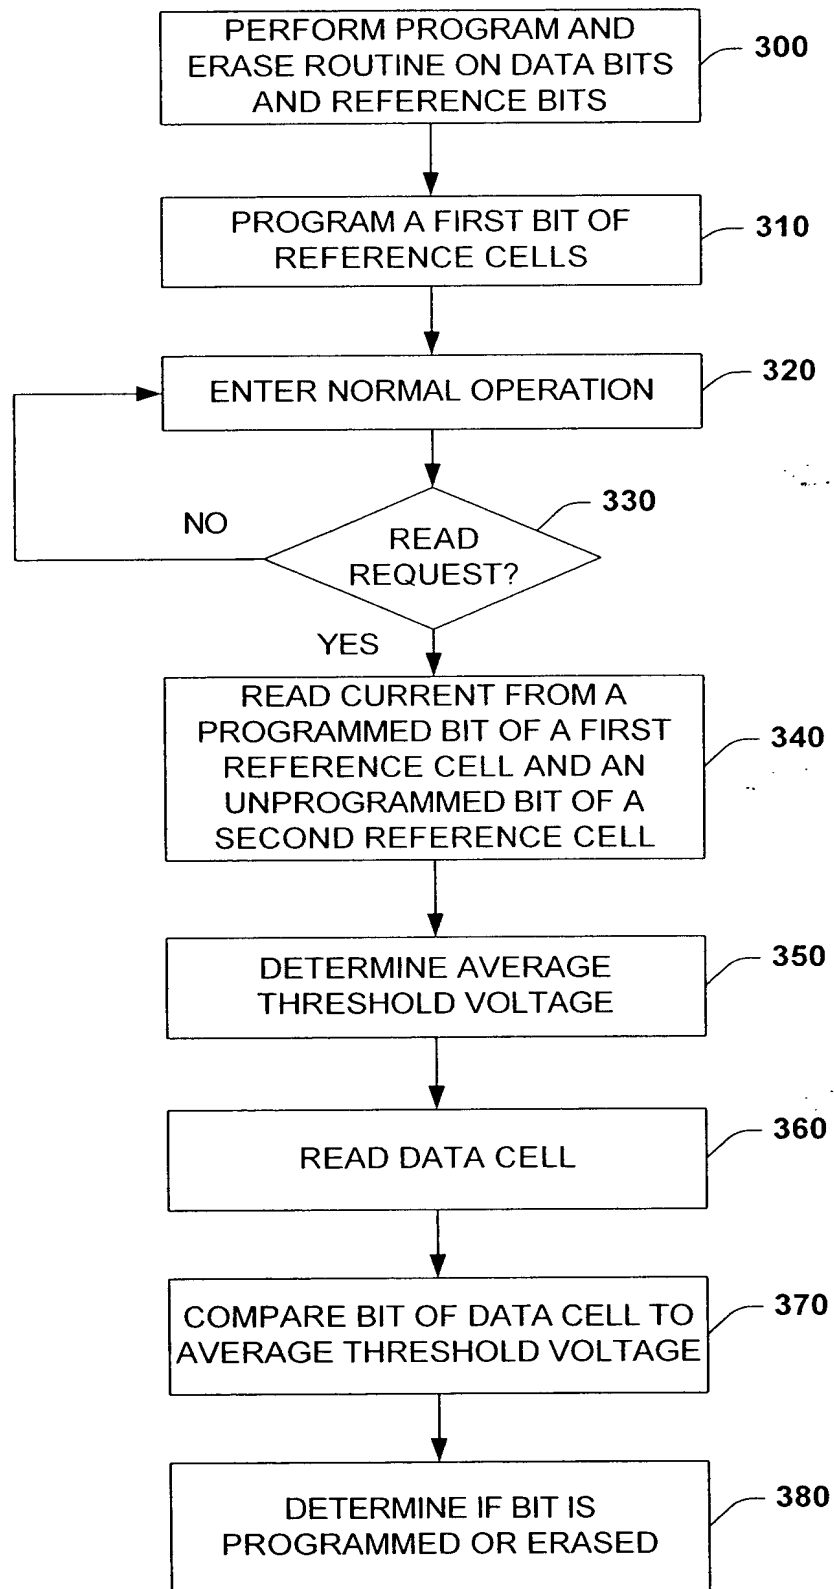 PERFORM PROGRAM AND
ERASE ROUTINE ON DATA BITS
AND REFERENCE BITS
300
PROGRAM A FIRST BIT OF
REFERENCE CELLS
310
ENTER NORMAL OPERATION
320
READ
REQUEST?
330
NO
YES
READ CURRENT FROM A
PROGRAMMED BIT OF A FIRST
REFERENCE CELL AND AN
UNPROGRAMMED BIT OF A
SECOND REFERENCE CELL
340
DETERMINE AVERAGE
THRESHOLD VOLTAGE
350
READ DATA CELL
360
COMPARE BIT OF DATA CELL TO
AVERAGE THRESHOLD VOLTAGE
370
DETERMINE IF BIT IS
PROGRAMMED OR ERASED
380